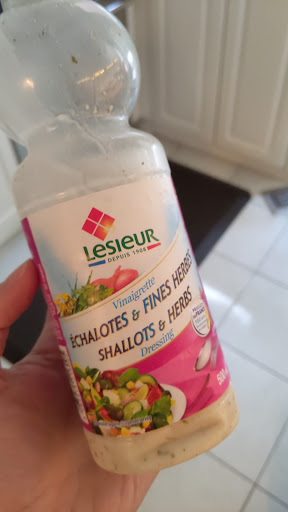 LESIEUR
DEPUIS 1908
Vinaigrette
ÉCHALOTES & FINES HERBES
SHALLOTS & HERBS
Dressing